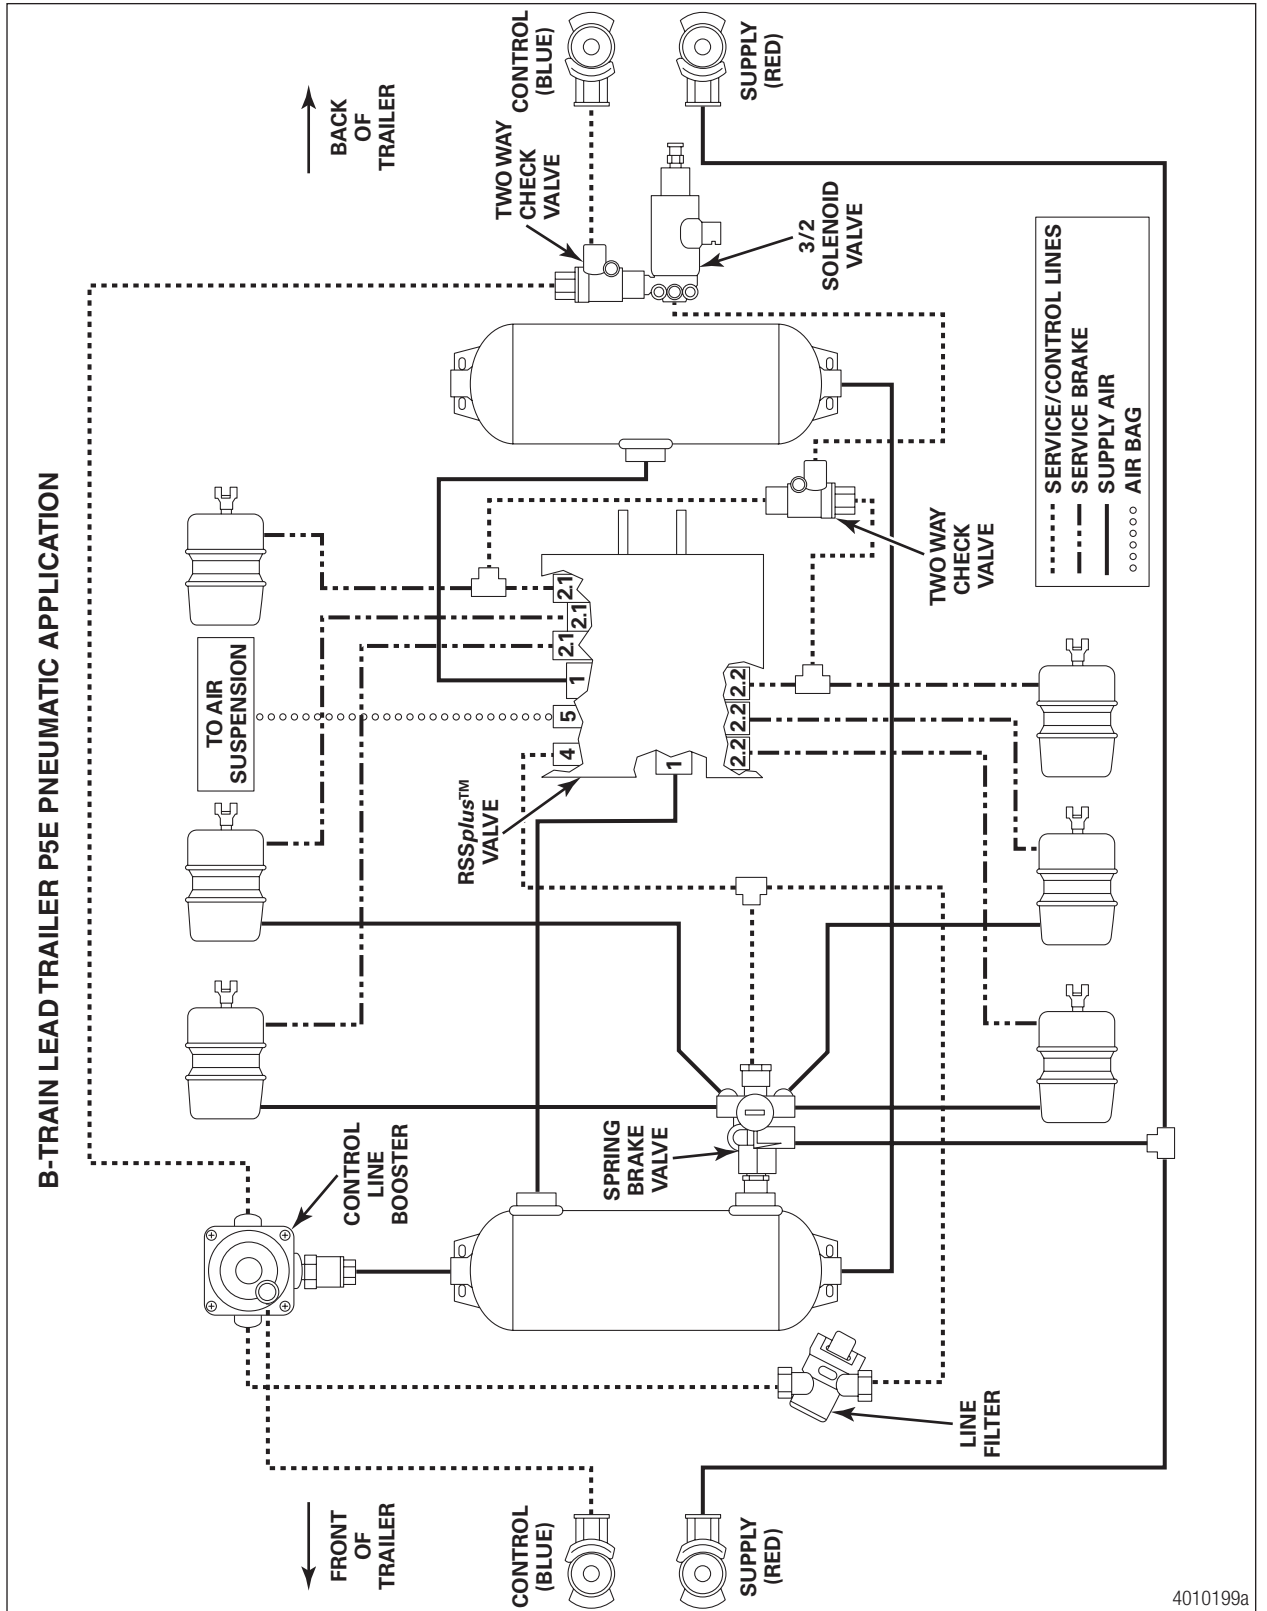 B-TRAIN LEAD TRAILER P5E PNEUMATIC APPLICATION
FRONT
OF
TRAILER
BACK
OF
TRAILER
CONTROL
LINE
BOOSTER
TO AIR
SUSPENSION
TWO WAY
CHECK
VALVE
CONTROL
(BLUE)
CONTROL
(BLUE)
SUPPLY
(RED)
SUPPLY
(RED)
3/2
SOLENOID
VALVE
RSSplus™
VALVE
4
5
1
2.1
2.1
2.1
1
2.2
2.2
2.2
SPRING
BRAKE
VALVE
TWO WAY
CHECK
VALVE
LINE
FILTER
SERVICE/CONTROL LINES
SERVICE BRAKE
SUPPLY AIR
AIR BAG
4010199a